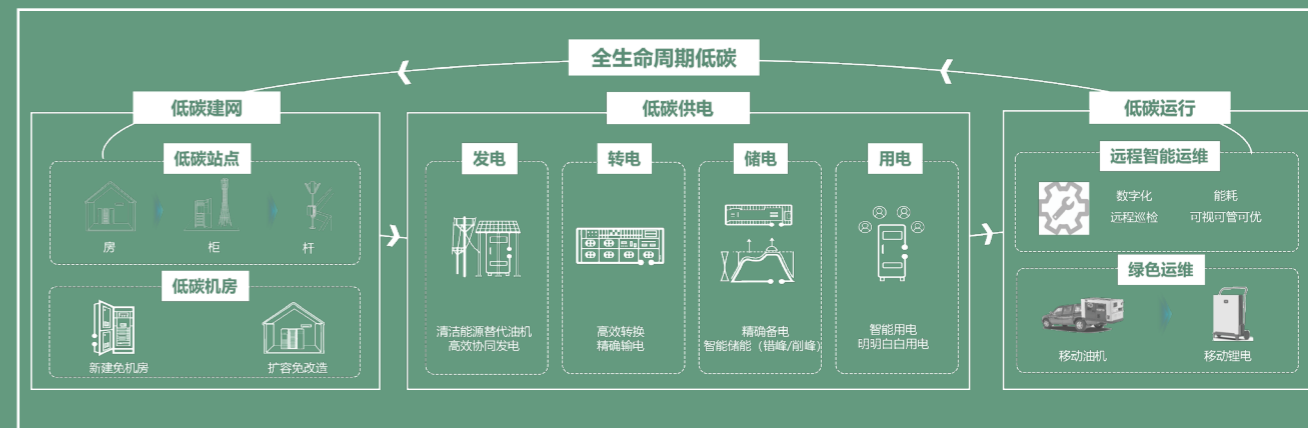 全生命周期低碳
低碳建网
低碳站点
房
柜
杆
低碳机房
新建免机房
扩容免改造
低碳供电
发电
清洁能源替代油机
高效协同发电
转电
高效转换
精确输电
储电
精确备电
智能储能（错峰/削峰）
用电
智能用电
明明白白用电
低碳运行
远程智能运维
数字化
能耗
远程巡检
可视可管可优
绿色运维
移动油机
移动锂电